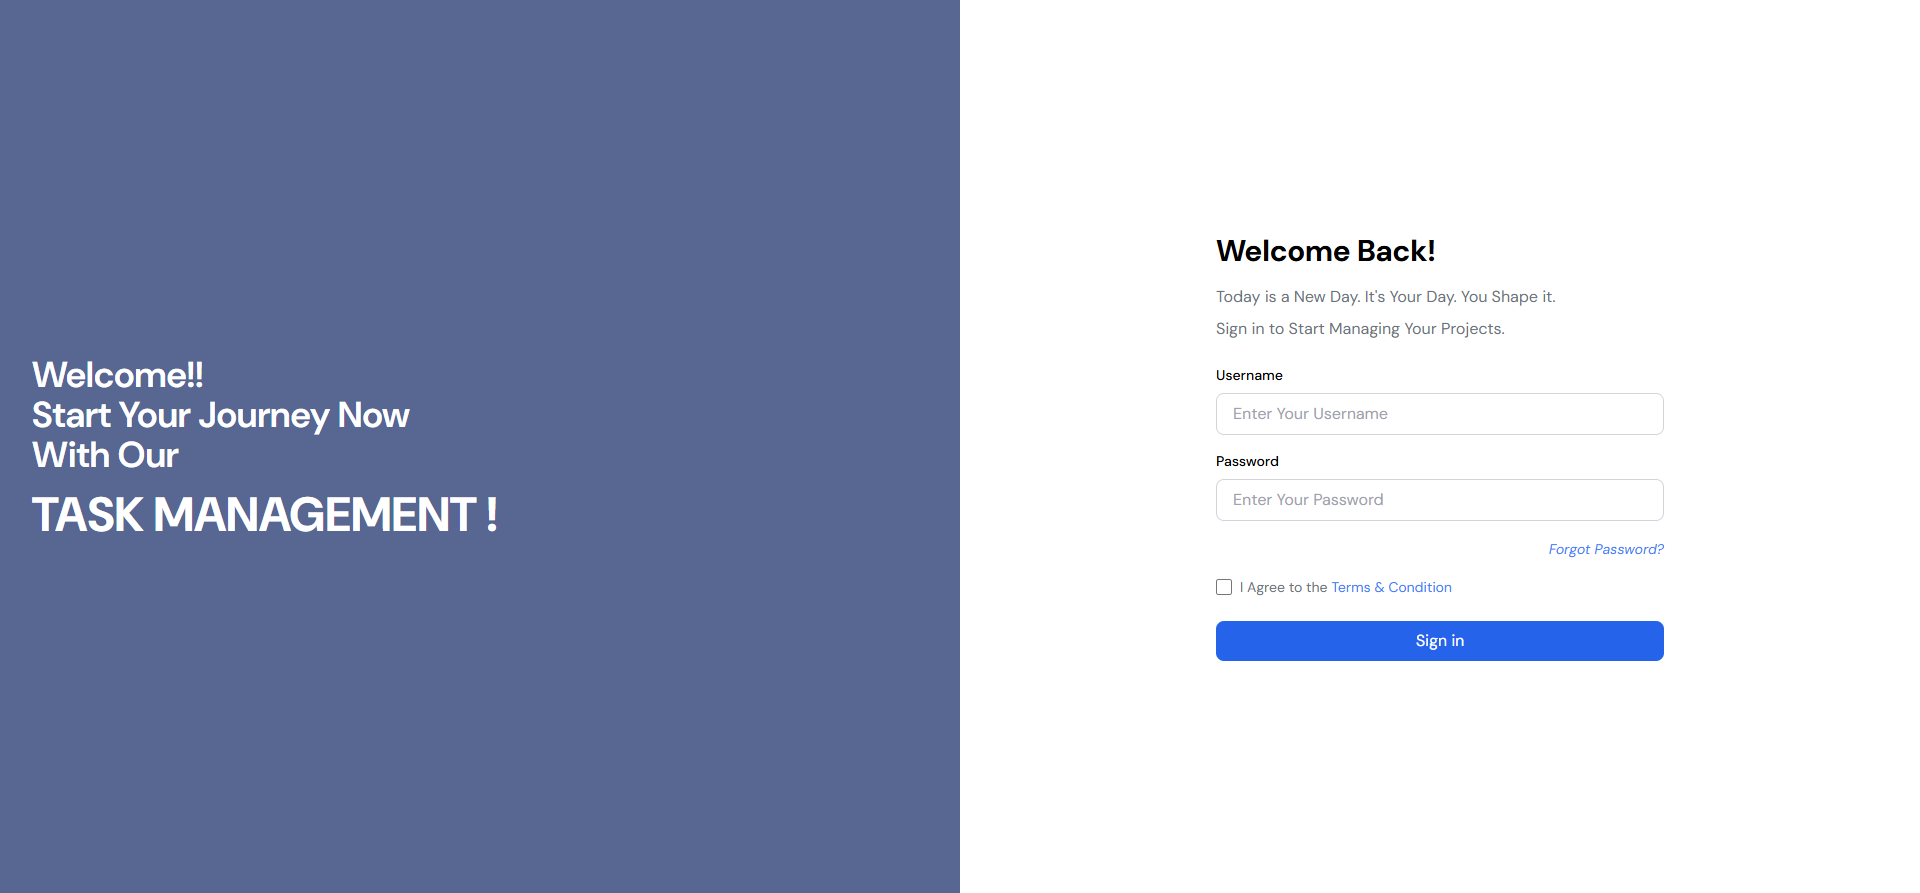 Welcome!!
Start Your Journey Now
With Our
TASK MANAGEMENT !
Welcome Back!
Today is a New Day. It's Your Day. You Shape it.
Sign in to Start Managing Your Projects.
Username
Enter Your Username
Password
Enter Your Password
Forgot Password?
I Agree to the Terms & Condition
Sign in